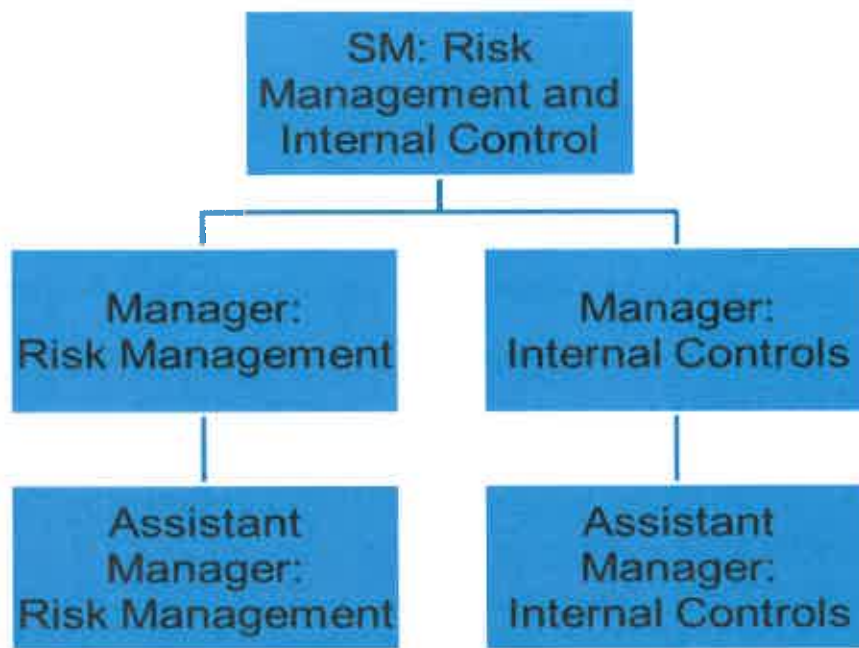 SM: Risk
Management and
Internal Control
Manager:
Risk Management
Manager:
Internal Controls
Assistant
Manager:
Risk Management
Assistant
Manager:
Internal Controls